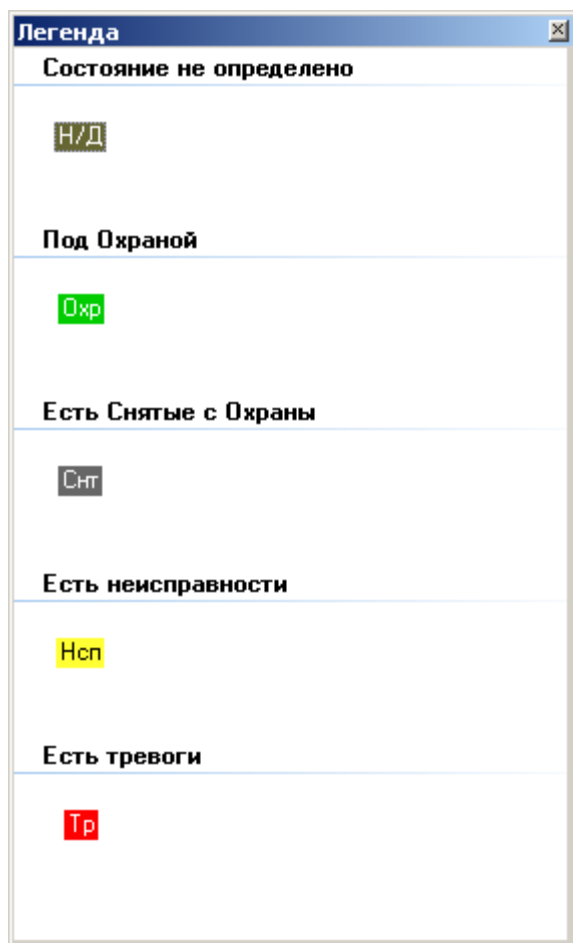 Легенда
Состояние не определено
Н/Д
Под Охраной
Охр
Есть Снятые с Охраны
Снт
Есть неисправности
Нсп
Есть тревоги
Тр